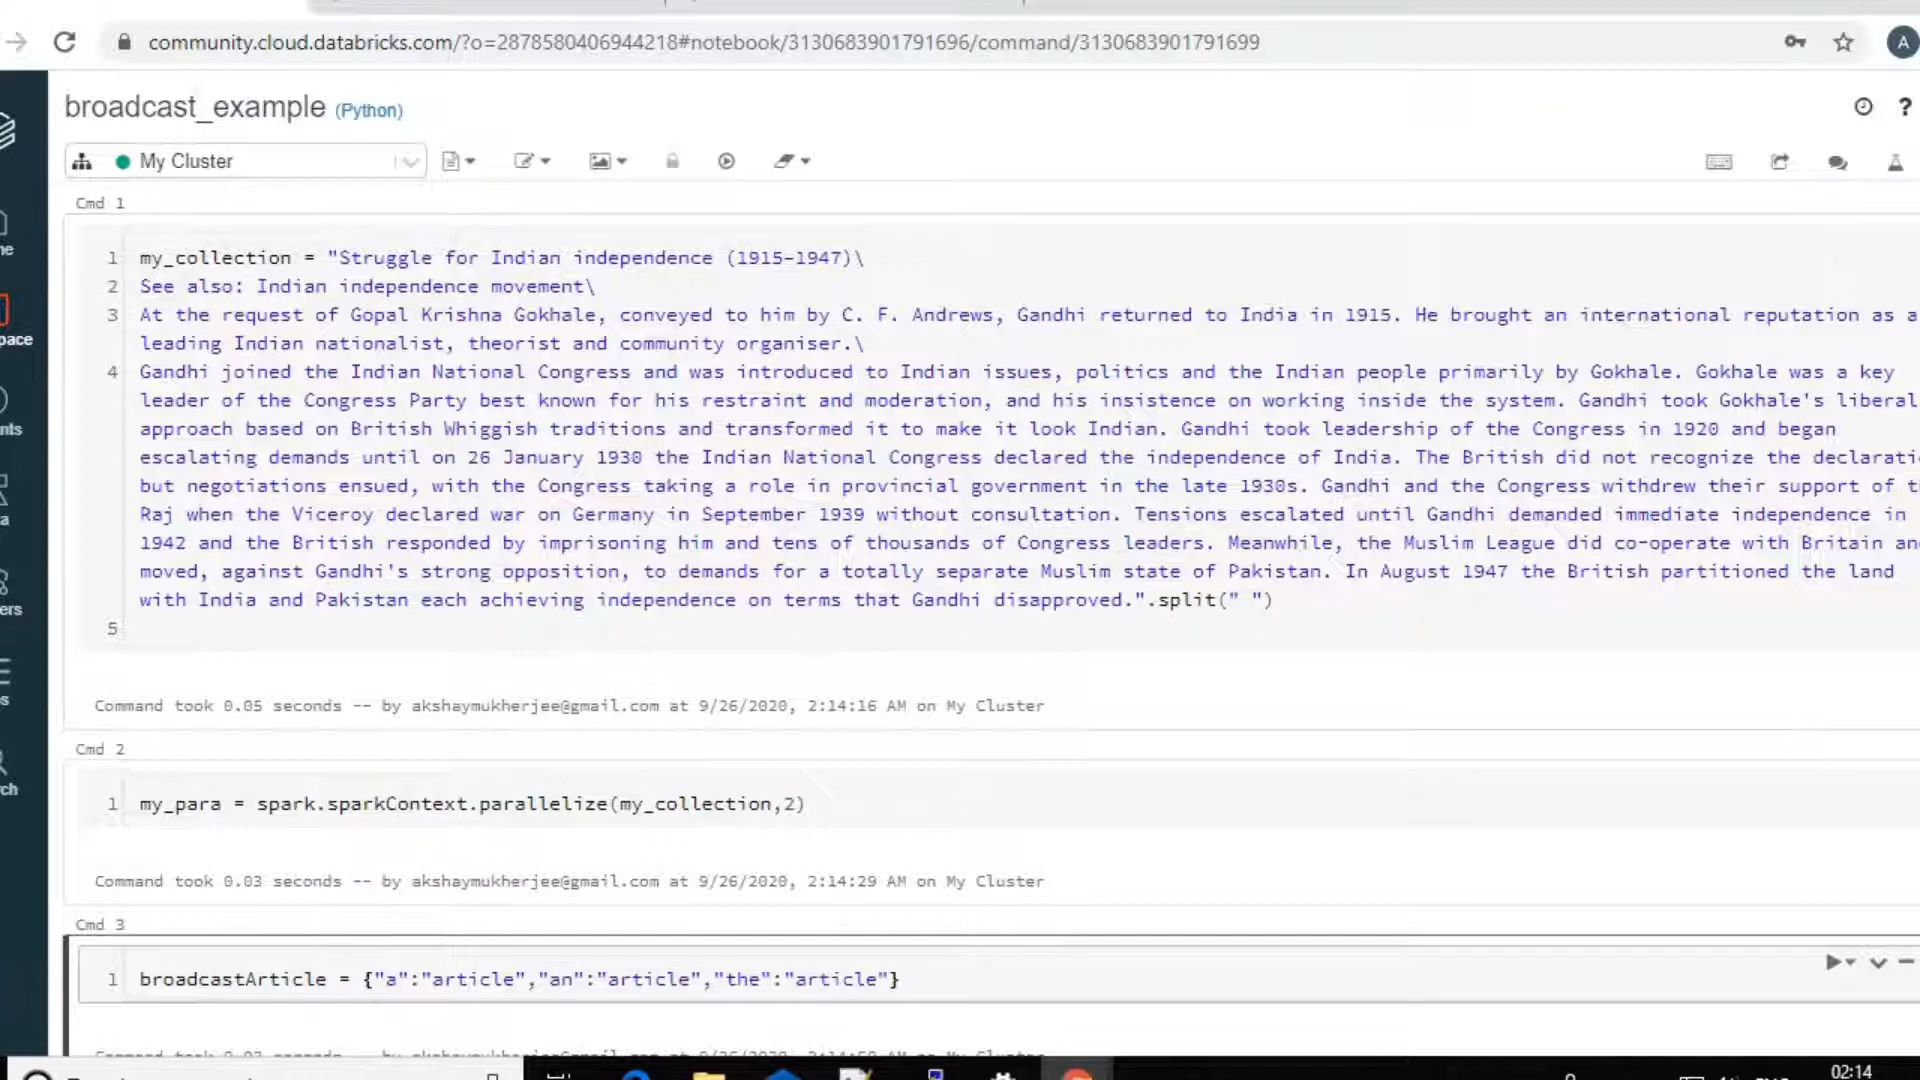 community.cloud.databricks.com/?o=2878580406944218#notebook/3130683901791696/command/3130683901791699
A
broadcast_example (Python)
?
My Cluster
Cmd 1
1 my_collection = "Struggle for Indian independence (1915–1947)\
2 See also: Indian independence movement\
3 At the request of Gopal Krishna Gokhale, conveyed to him by C. F. Andrews, Gandhi returned to India in 1915. He brought an international reputation as a
leading Indian nationalist, theorist and community organiser.\
4 Gandhi joined the Indian National Congress and was introduced to Indian issues, politics and the Indian people primarily by Gokhale. Gokhale was a key
leader of the Congress Party best known for his restraint and moderation, and his insistence on working inside the system. Gandhi took Gokhale's liberal
approach based on British Whiggish traditions and transformed it to make it look Indian. Gandhi took leadership of the Congress in 1920 and began
escalating demands until on 26 January 1930 the Indian National Congress declared the independence of India. The British did not recognize the declarati
but negotiations ensued, with the Congress taking a role in provincial government in the late 1930s. Gandhi and the Congress withdrew their support of t
Raj when the Viceroy declared war on Germany in September 1939 without consultation. Tensions escalated until Gandhi demanded immediate independence in
1942 and the British responded by imprisoning him and tens of thousands of Congress leaders. Meanwhile, the Muslim League did co-operate with Britain an
moved, against Gandhi's strong opposition, to demands for a totally separate Muslim state of Pakistan. In August 1947 the British partitioned the land
with India and Pakistan each achieving independence on terms that Gandhi disapproved.".split(" ")
5
Command took 0.05 seconds -- by akshaymukherjee@gmail.com at 9/26/2020, 2:14:16 AM on My Cluster
Cmd 2
1 my_para = spark.sparkContext.parallelize(my_collection,2)
Command took 0.03 seconds -- by akshaymukherjee@gmail.com at 9/26/2020, 2:14:29 AM on My Cluster
Cmd 3
1 broadcastArticle = {"a":"article","an":"article","the":"article"}
02:14